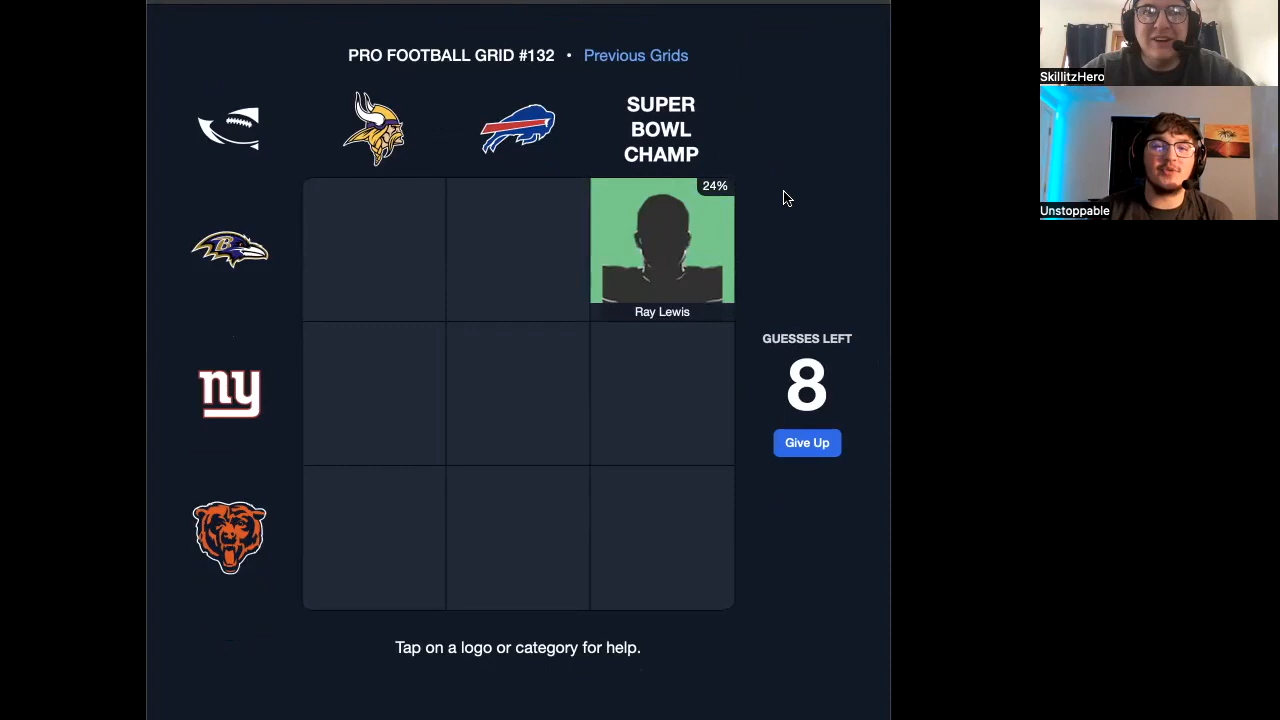 PRO FOOTBALL GRID #132 • Previous Grids
SUPER
BOWL
CHAMP
24%
Ray Lewis
B
ny
GUESSES LEFT
8
Give Up
Tap on a logo or category for help.
SkillitzHero
Unstoppable